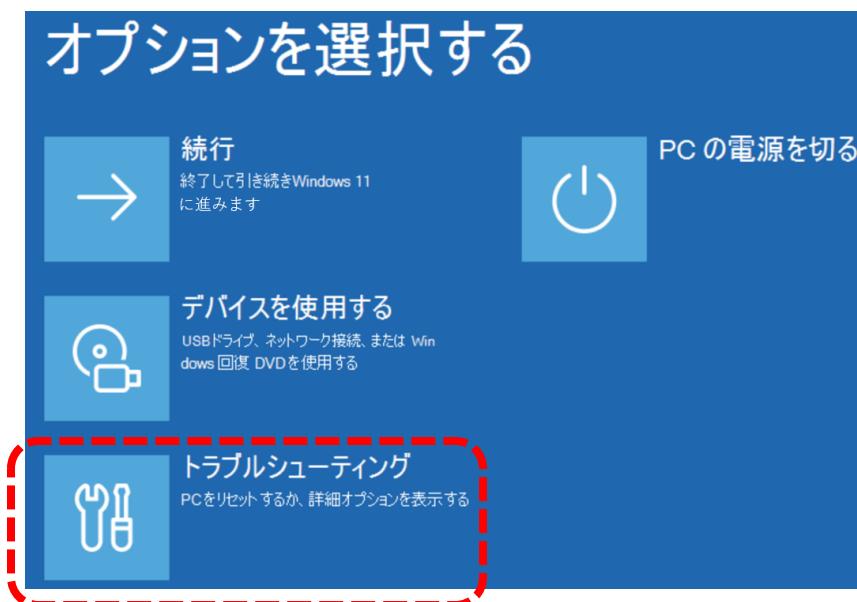 オプションを選択する
続行
終了して引き続きWindows 11
に進みます
PC の電源を切る
デバイスを使用する
USBドライブ、ネットワーク接続、または Win
dows 回復 DVDを使用する
トラブルシューティング
PCをリセットするか、詳細オプションを表示する